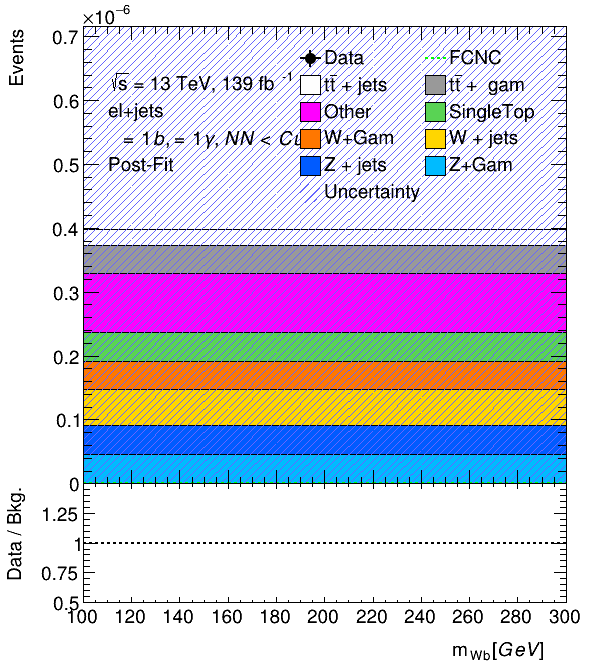 ×10⁻⁶
Events
0.7
0.6
0.5
0.4
0.3
0.2
0.1
0
√s = 13 TeV, 139 fb⁻¹
el+jets
= 1b, = 1γ, NN <
Post-Fit
Data
FCNC
tt̄ + jets
tt̄ + gam
Other
SingleTop
W+Gam
W + jets
Z + jets
Z+Gam
Uncertainty
Data / Bkg.
1.25
1
0.75
0.5
100 120 140 160 180 200 220 240 260 280 300
m_Wb [GeV]